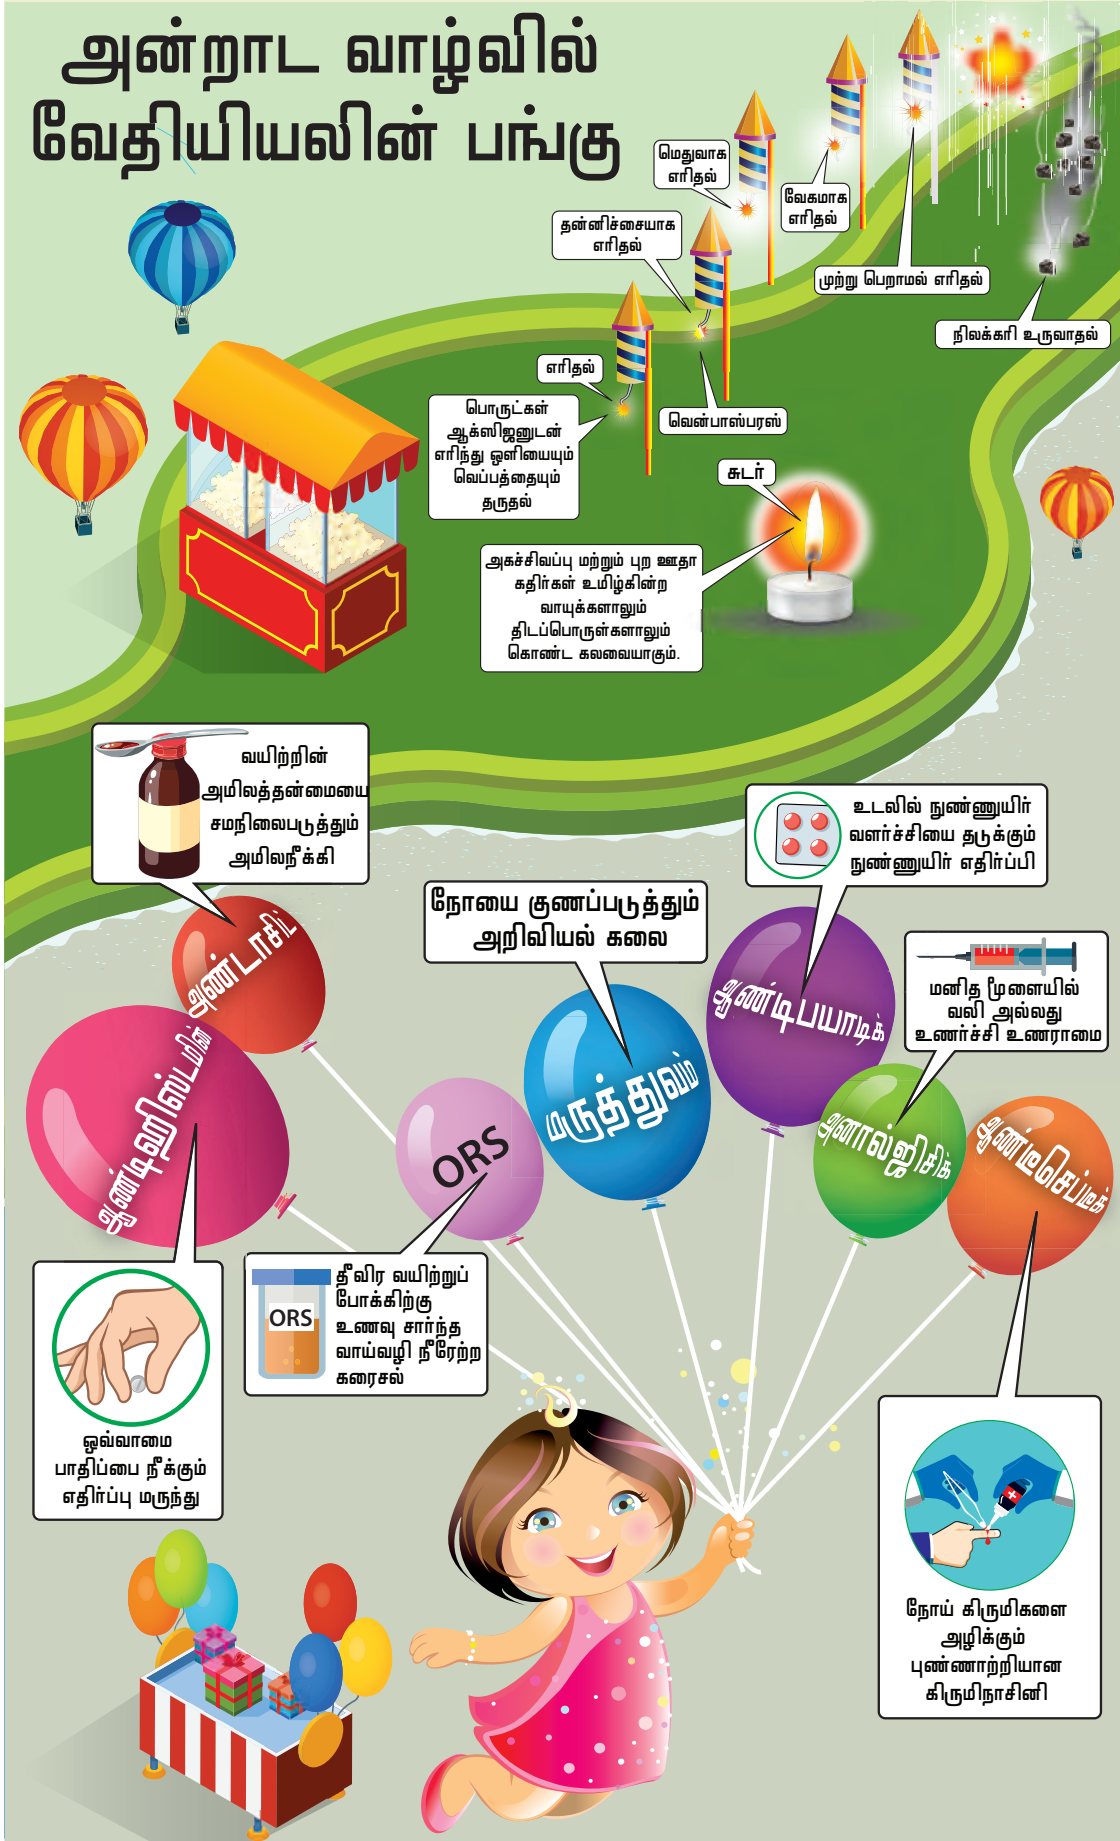 அன்றாட வாழ்வில்
வேதியியலின் பங்கு
மெதுவாக
எரிதல்
வேகமாக
எரிதல்
தன்னிச்சையாக
எரிதல்
முற்று பெறாமல் எரிதல்
நிலக்கரி உருவாதல்
எரிதல்
பொருட்கள்
ஆக்ஸிஜனுடன்
எரிந்து ஒளியையும்
வெப்பத்தையும்
தருதல்
வென்பாஸ்பரஸ்
சுடர்
அகச்சிவப்பு மற்றும் புற ஊதா
கதிர்கள் உமிழ்கின்ற
வாயுக்களாலும்
திடப்பொருள்களாலும்
கொண்ட கலவையாகும்.
வயிற்றின்
அமிலத்தன்மையை
சமநிலைபடுத்தும்
அமிலநீக்கி
உடலில் நுண்ணுயிர்
வளர்ச்சியை தடுக்கும்
நுண்ணுயிர் எதிர்ப்பி
நோயை குணப்படுத்தும்
அறிவியல் கலை
மனித மூளையில்
வலி அல்லது
உணர்ச்சி உணராமை
அண்டாசிட்
ஆண்டிஹிஸ்டமின்
ORS
மருத்துவம்
ஆண்டிபயாடிக்
அனால்ஜிசிக்
ஆண்டீசெப்டீக்
ORS
தீவிர வயிற்றுப்
போக்கிற்கு
உணவு சார்ந்த
வாய்வழி நீரேற்ற
கரைசல்
ஒவ்வாமை
பாதிப்பை நீக்கும்
எதிர்ப்பு மருந்து
நோய் கிருமிகளை
அழிக்கும்
புண்ணாற்றியான
கிருமிநாசினி